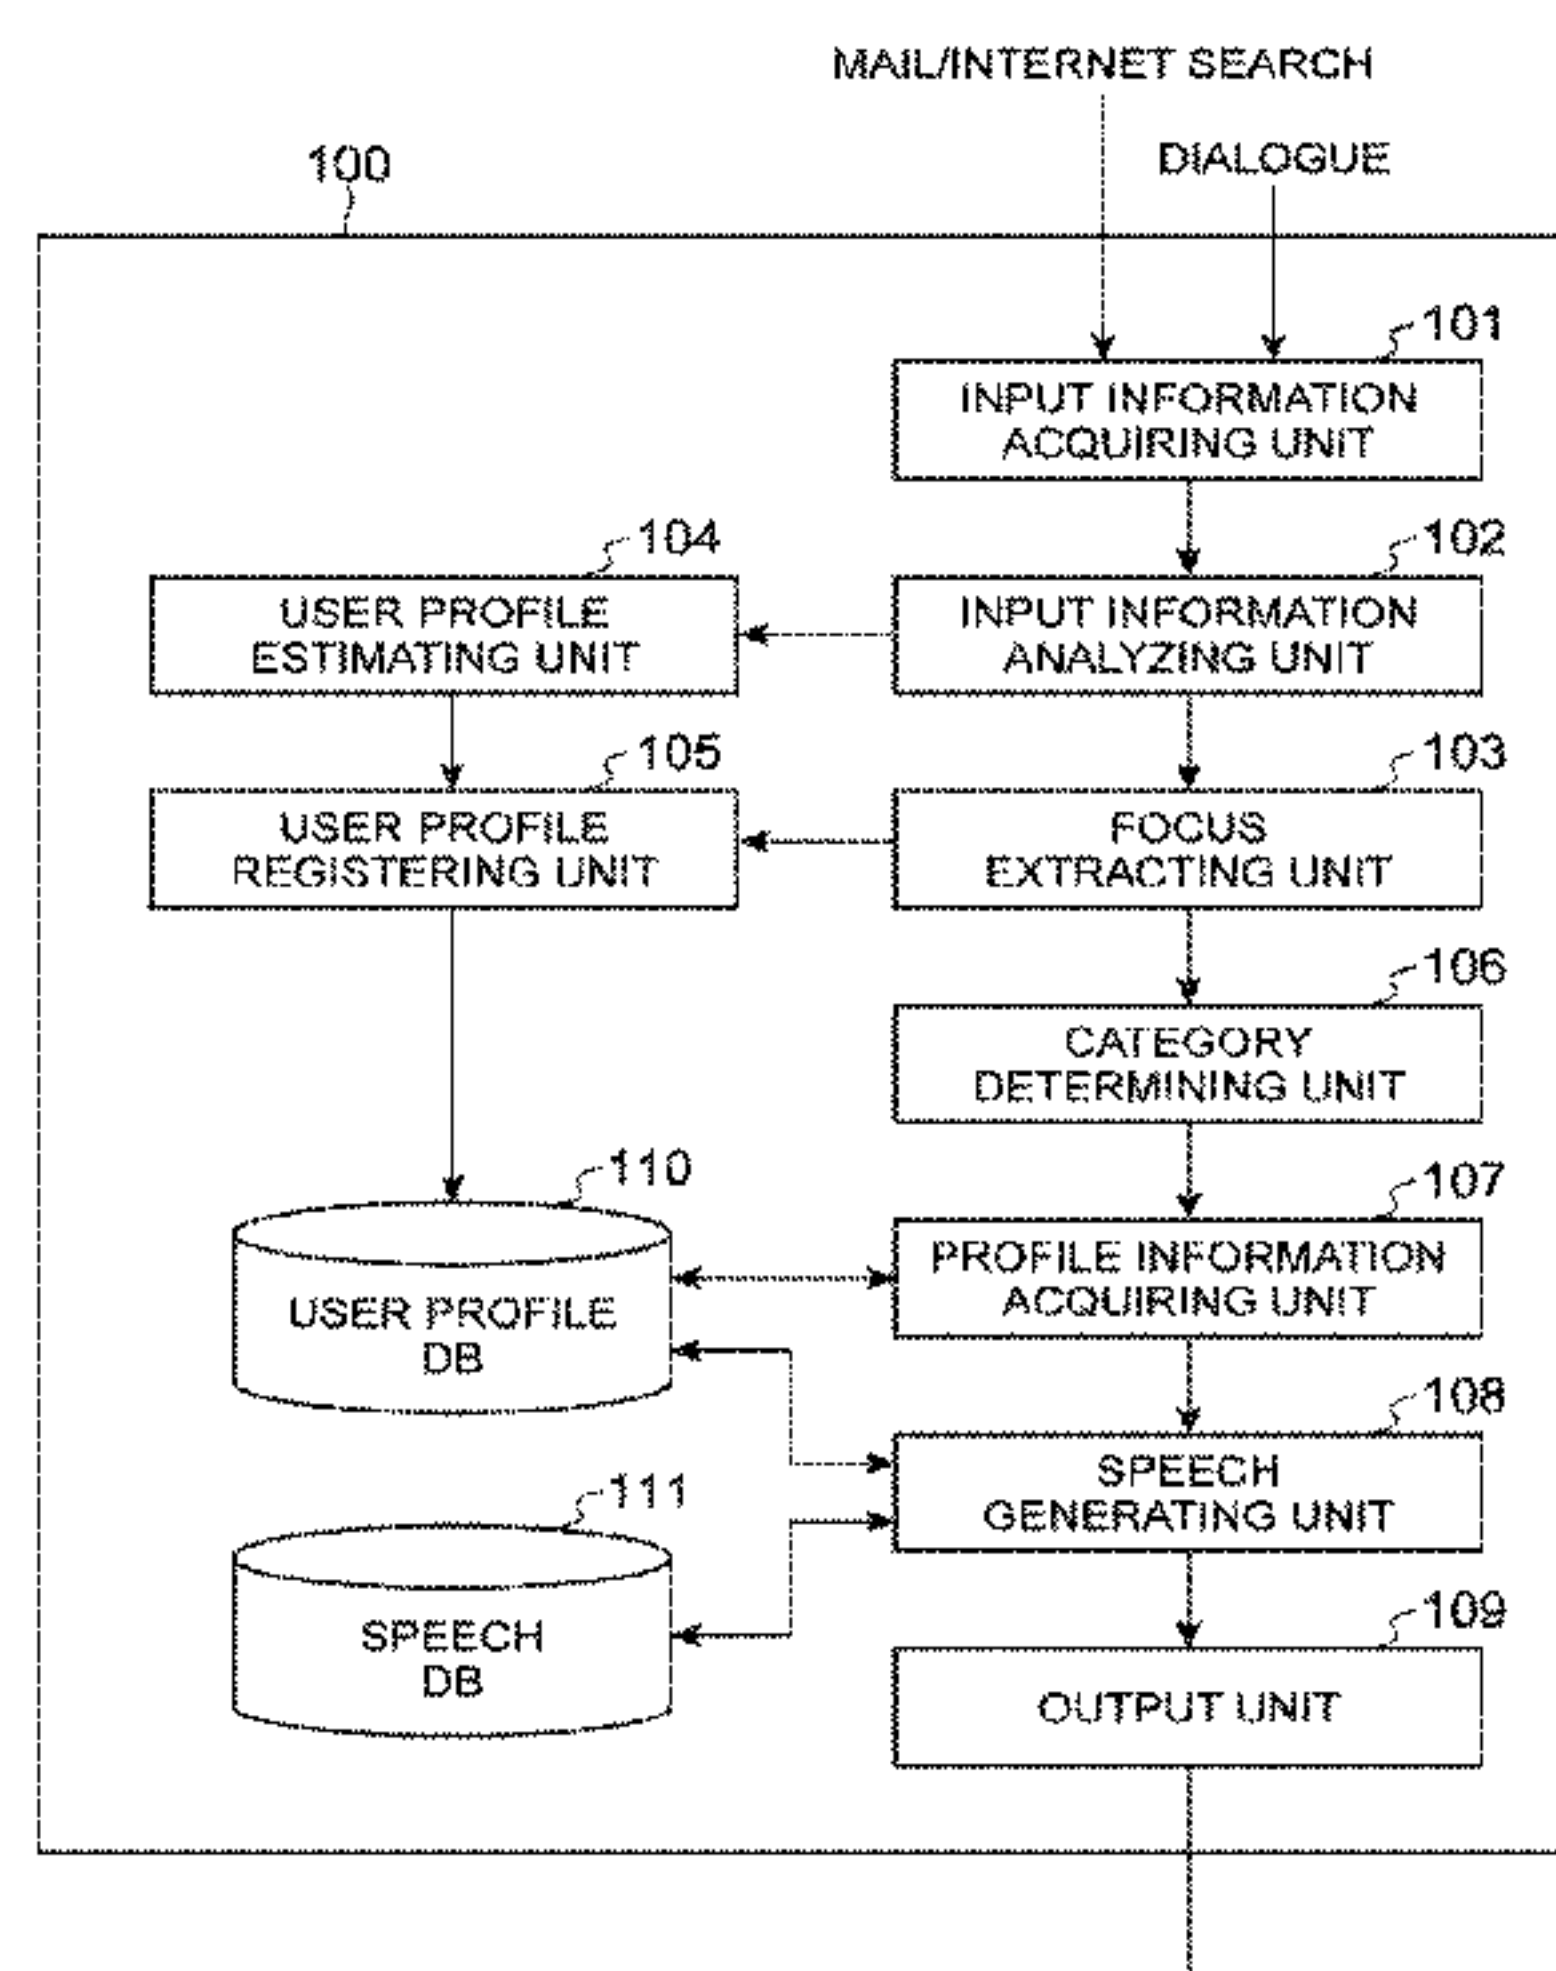 MAIL/INTERNET SEARCH
DIALOGUE
100
101
INPUT INFORMATION
ACQUIRING UNIT
104
102
USER PROFILE
ESTIMATING UNIT
INPUT INFORMATION
ANALYZING UNIT
105
103
USER PROFILE
REGISTERING UNIT
FOCUS
EXTRACTING UNIT
106
CATEGORY
DETERMINING UNIT
110
107
USER PROFILE
DB
PROFILE INFORMATION
ACQUIRING UNIT
108
SPEECH
GENERATING UNIT
111
SPEECH
DB
109
OUTPUT UNIT